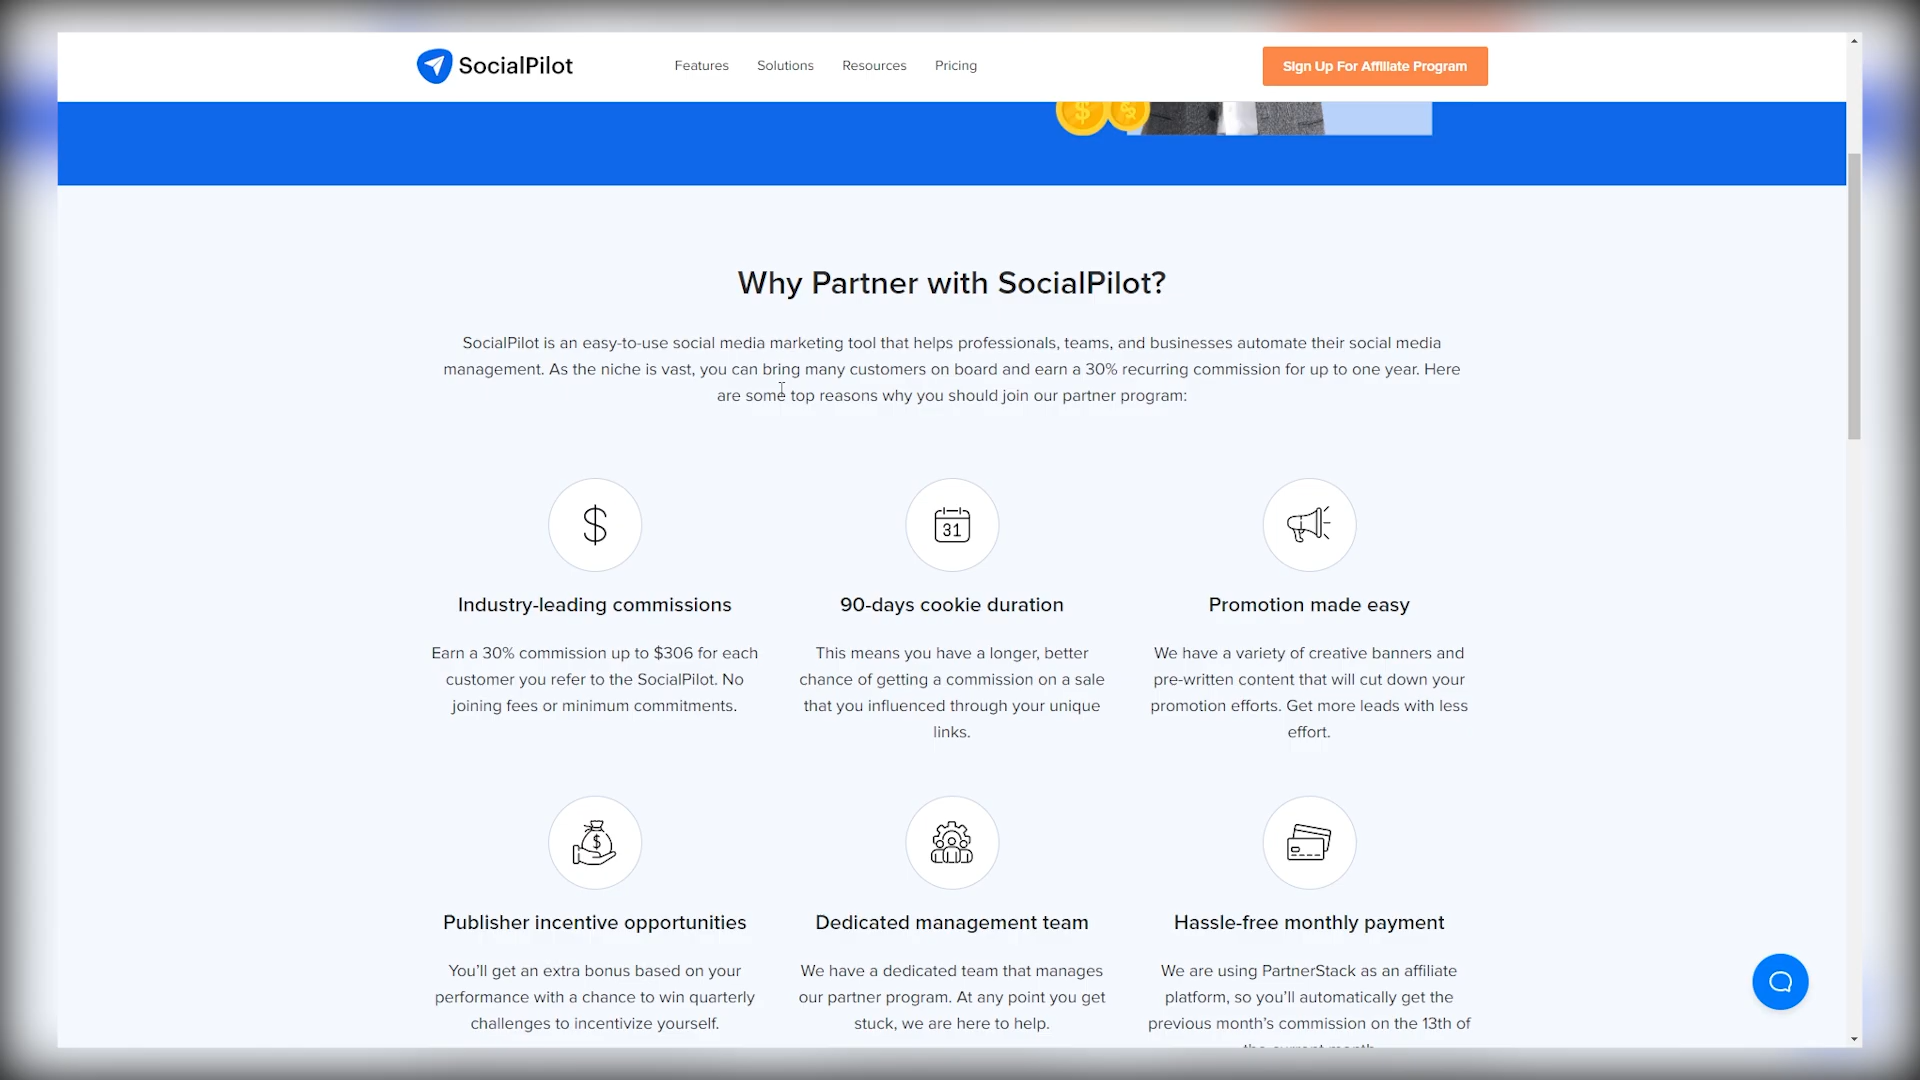 SocialPilot
Features
Solutions
Resources
Pricing
Sign Up For Affiliate Program
Why Partner with SocialPilot?
SocialPilot is an easy-to-use social media marketing tool that helps professionals, teams, and businesses automate their social media
management. As the niche is vast, you can bring many customers on board and earn a 30% recurring commission for up to one year. Here
are some top reasons why you should join our partner program:
31
Industry-leading commissions
Earn a 30% commission up to $306 for each
customer you refer to the SocialPilot. No
joining fees or minimum commitments.
90-days cookie duration
This means you have a longer, better
chance of getting a commission on a sale
that you influenced through your unique
links.
Promotion made easy
We have a variety of creative banners and
pre-written content that will cut down your
promotion efforts. Get more leads with less
effort.
Publisher incentive opportunities
You'll get an extra bonus based on your
performance with a chance to win quarterly
challenges to incentivize yourself.
Dedicated management team
We have a dedicated team that manages
our partner program. At any point you get
stuck, we are here to help.
Hassle-free monthly payment
We are using PartnerStack as an affiliate
platform, so you'll automatically get the
previous month's commission on the 13th of